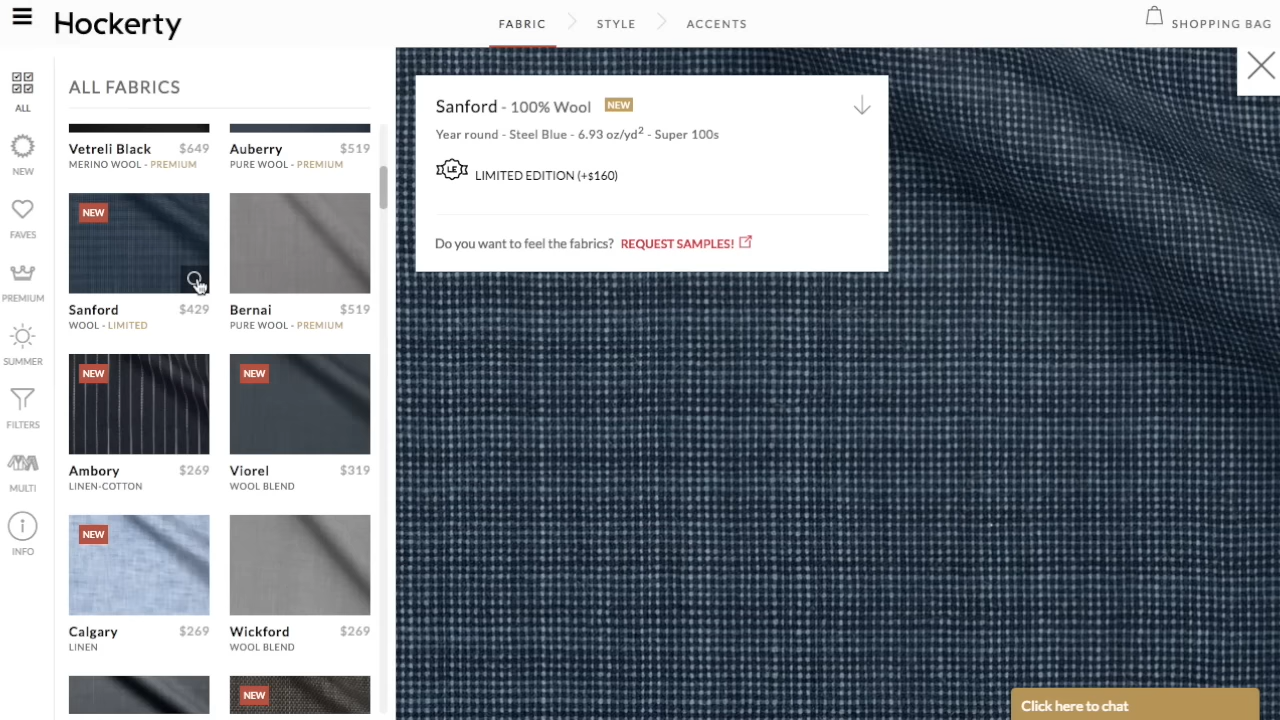 Hockerty
FABRIC
STYLE
ACCENTS
SHOPPING BAG
ALL
NEW
FAVES
PREMIUM
SUMMER
FILTERS
MULTI
INFO
ALL FABRICS
Vetreli Black $649
MERINO WOOL - PREMIUM
Auberry $519
PURE WOOL - PREMIUM
NEW
Sanford $429
WOOL - LIMITED
Bernai $519
PURE WOOL - PREMIUM
NEW
Ambory $269
LINEN-COTTON
NEW
Viorel $319
WOOL BLEND
NEW
Calgary $269
LINEN
Wickford $269
WOOL BLEND
NEW
Sanford - 100% Wool NEW
Year round - Steel Blue - 6.93 oz/yd² - Super 100s
LE LIMITED EDITION (+$160)
Do you want to feel the fabrics? REQUEST SAMPLES!
Click here to chat